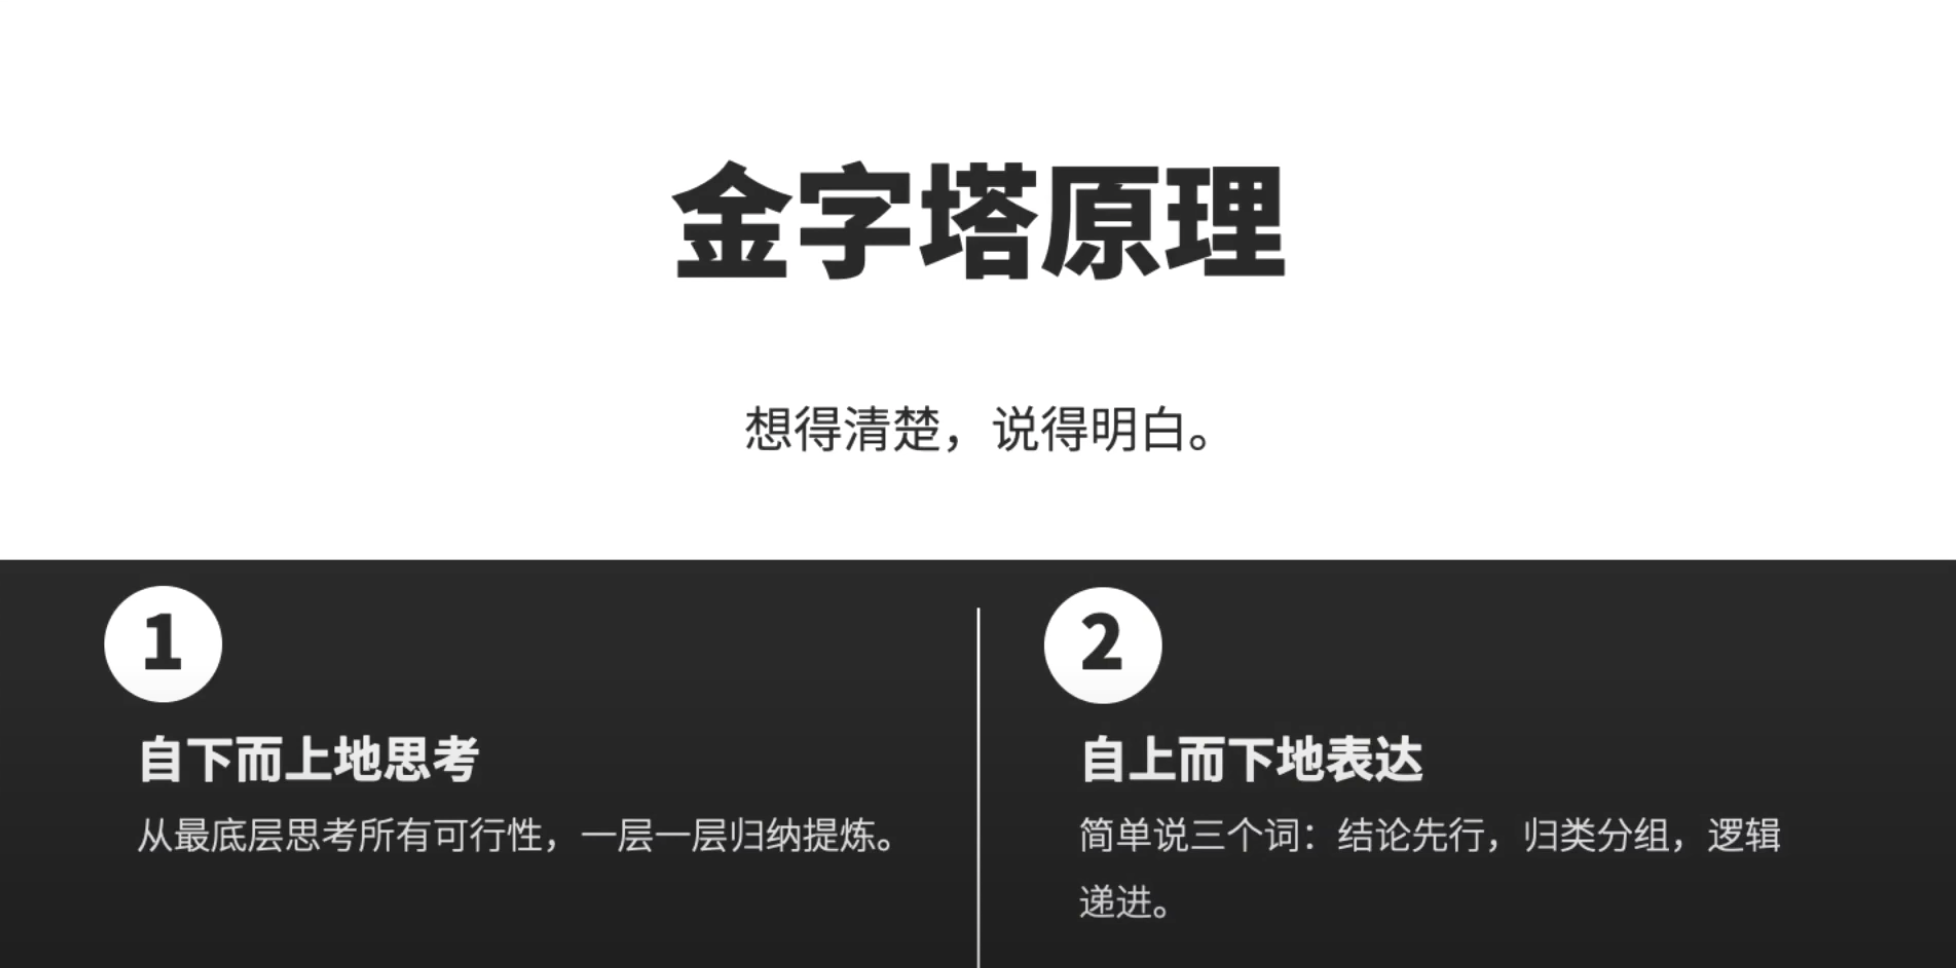 金字塔原理
想得清楚，说得明白。
1
自下而上地思考
从最底层思考所有可行性，一层一层归纳提炼。
2
自上而下地表达
简单说三个词：结论先行，归类分组，逻辑
递进。